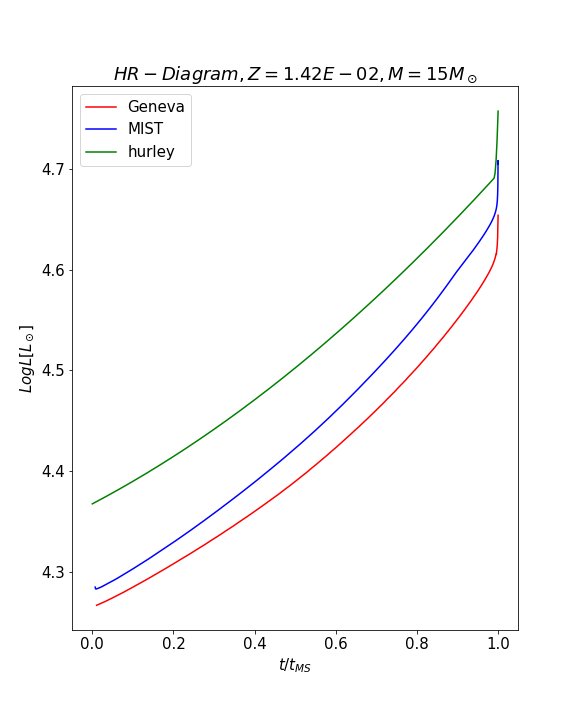 HR − Diagram, Z = 1.42E − 02, M = 15M⊙
Geneva
MIST
hurley
4.7
4.6
4.5
4.4
4.3
LogL[L⊙]
0.0 0.2 0.4 0.6 0.8 1.0
t/tMS